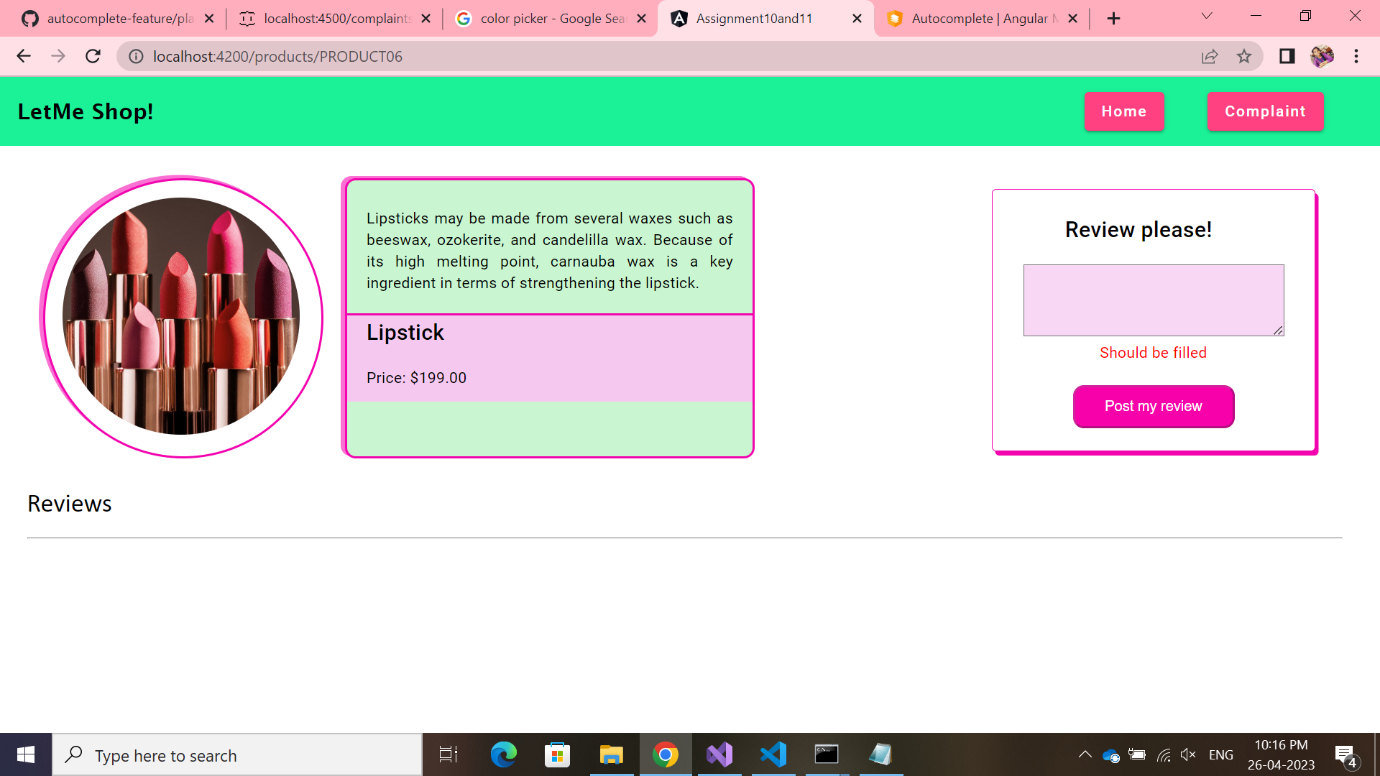 autocomplete-feature/pla
localhost:4500/complaints
color picker - Google Sea
Assignment10and11
Autocomplete | Angular M
localhost:4200/products/PRODUCT06
LetMe Shop!
Home
Complaint
Lipsticks may be made from several waxes such as
beeswax, ozokerite, and candelilla wax. Because of
its high melting point, carnauba wax is a key
ingredient in terms of strengthening the lipstick.
Lipstick
Price: $199.00
Review please!
Should be filled
Post my review
Reviews
Type here to search
ENG
10:16 PM
26-04-2023
4